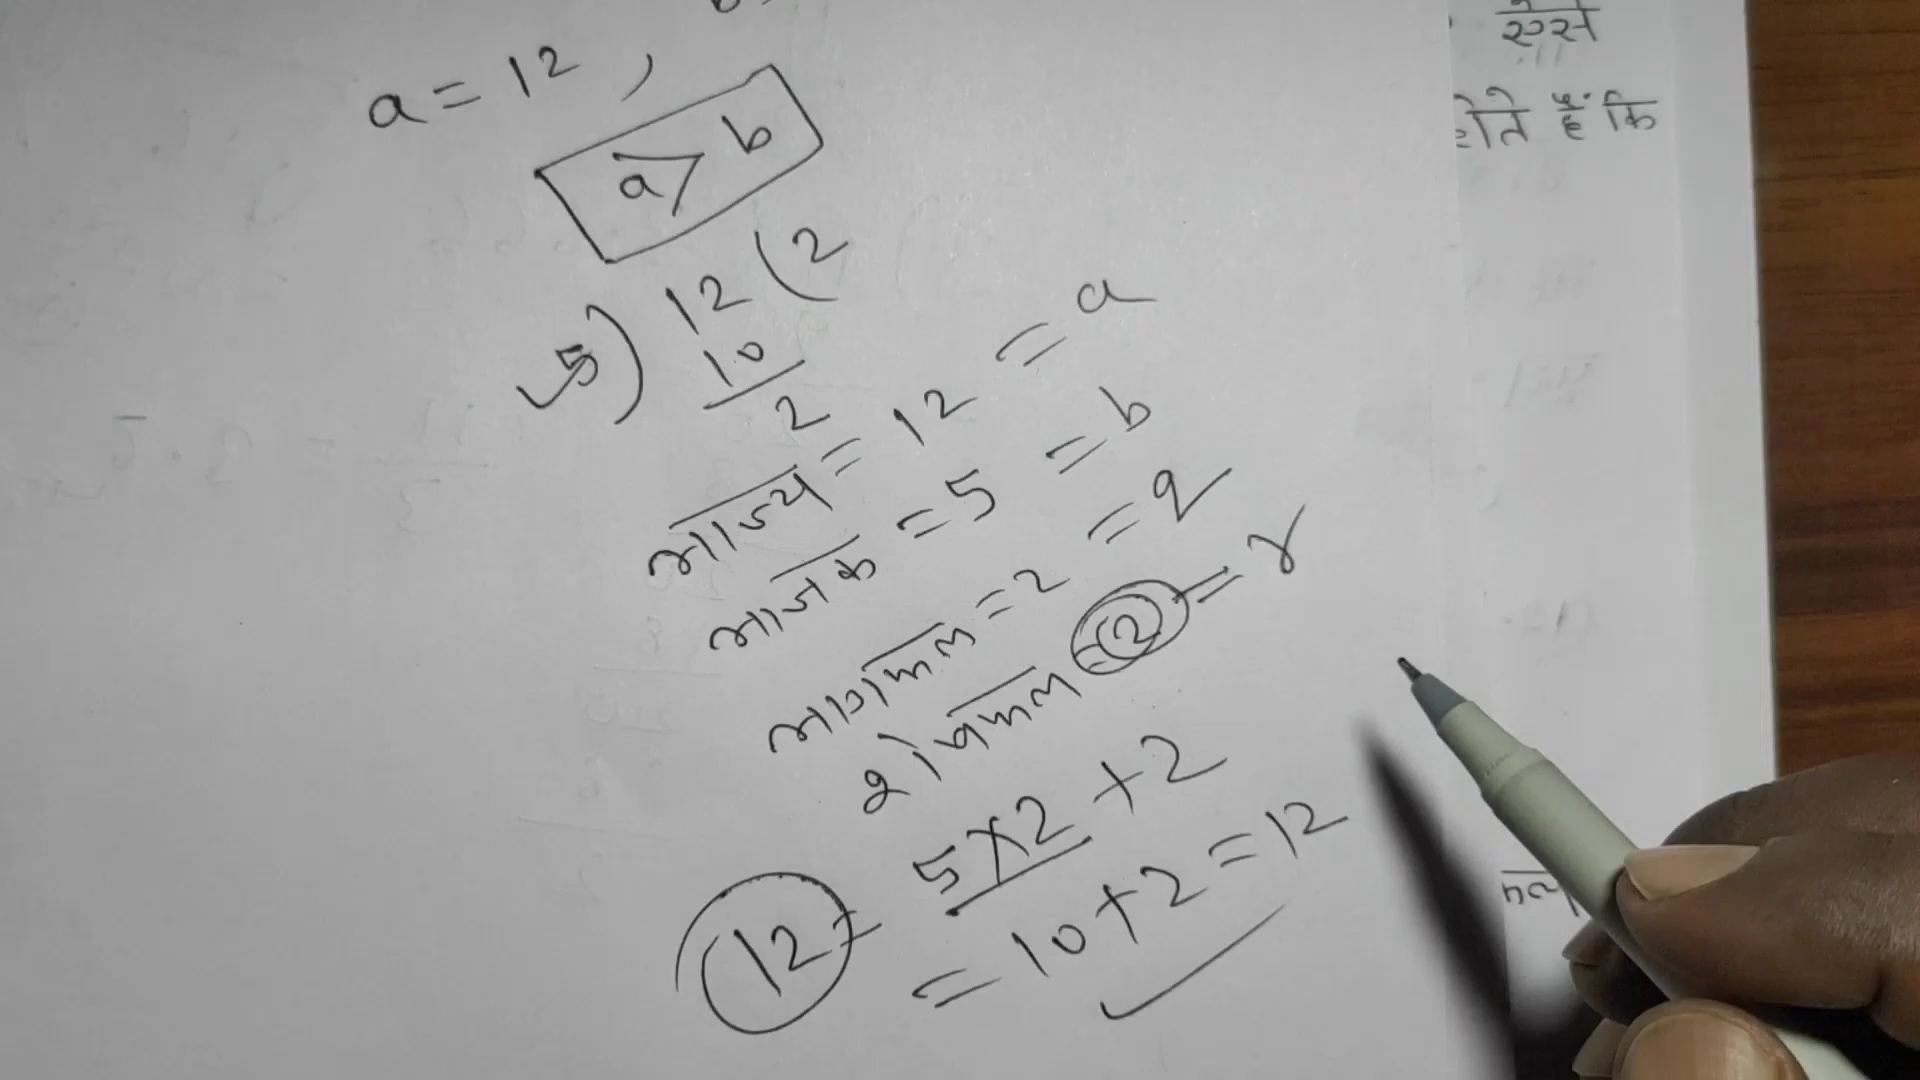 a = 12 ,
a > b
5 ) 12 ( 2
10
2
भाज्य = 12 = a
भाजक = 5 = b
भागफल = 2 = q
शेषफल = 2 = r
12 = 5 × 2 + 2
= 10 + 2 = 12
होते हैं कि